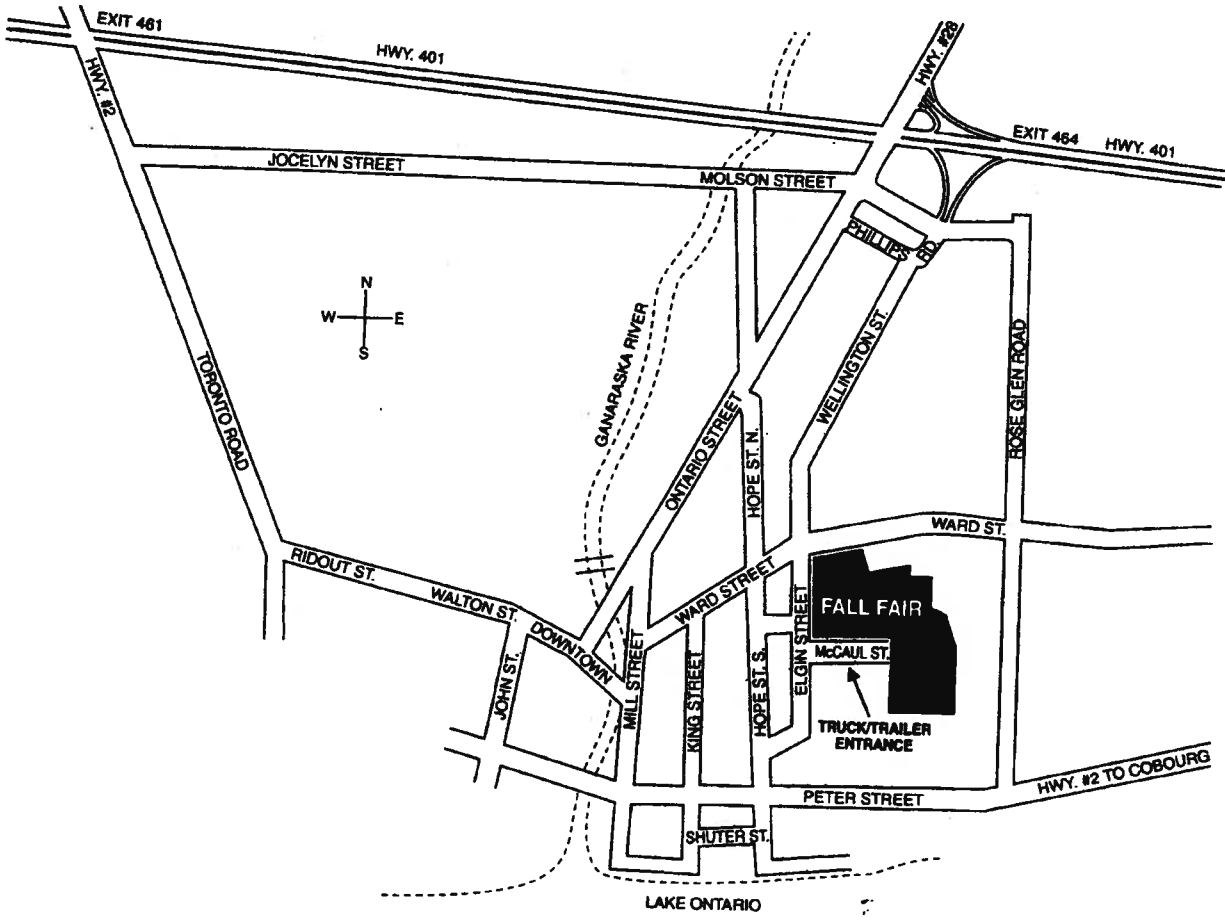 EXIT 461
HWY. 401
HWY. #28
HWY. #2
EXIT 464
HWY. 401
JOCELYN STREET
MOLSON STREET
PHILLIPS RD.
N
W E
S
GANARASKA RIVER
WELLINGTON ST.
TORONTO ROAD
ROSE GLEN ROAD
ONTARIO STREET
HOPE ST. N.
WARD ST.
RIDOUT ST.
WALTON ST.
WARD STREET
FALL FAIR
DOWNTOWN
ELGIN STREET
McCAUL ST.
JOHN ST.
MILL STREET
KING STREET
HOPE ST. S.
TRUCK/TRAILER
ENTRANCE
HWY. #2 TO COBOURG
PETER STREET
SHUTER ST.
LAKE ONTARIO